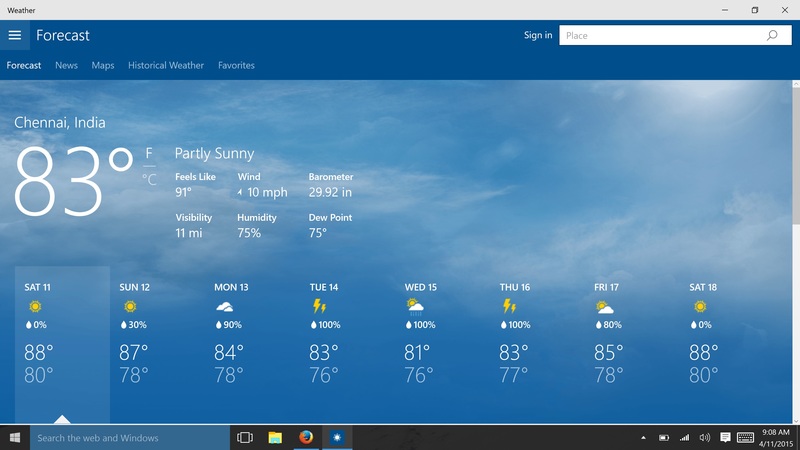 Weather
Forecast
Sign in
Place
Forecast News Maps Historical Weather Favorites
Chennai, India
83° F
°C
Partly Sunny
Feels Like Wind Barometer
91° 10 mph 29.92 in
Visibility Humidity Dew Point
11 mi 75% 75°
SAT 11 SUN 12 MON 13 TUE 14 WED 15 THU 16 FRI 17 SAT 18
0% 30% 90% 100% 100% 100% 80% 0%
88° 87° 84° 83° 81° 83° 85° 88°
80° 78° 78° 76° 76° 77° 78° 80°
Search the web and Windows
9:08 AM
4/11/2015